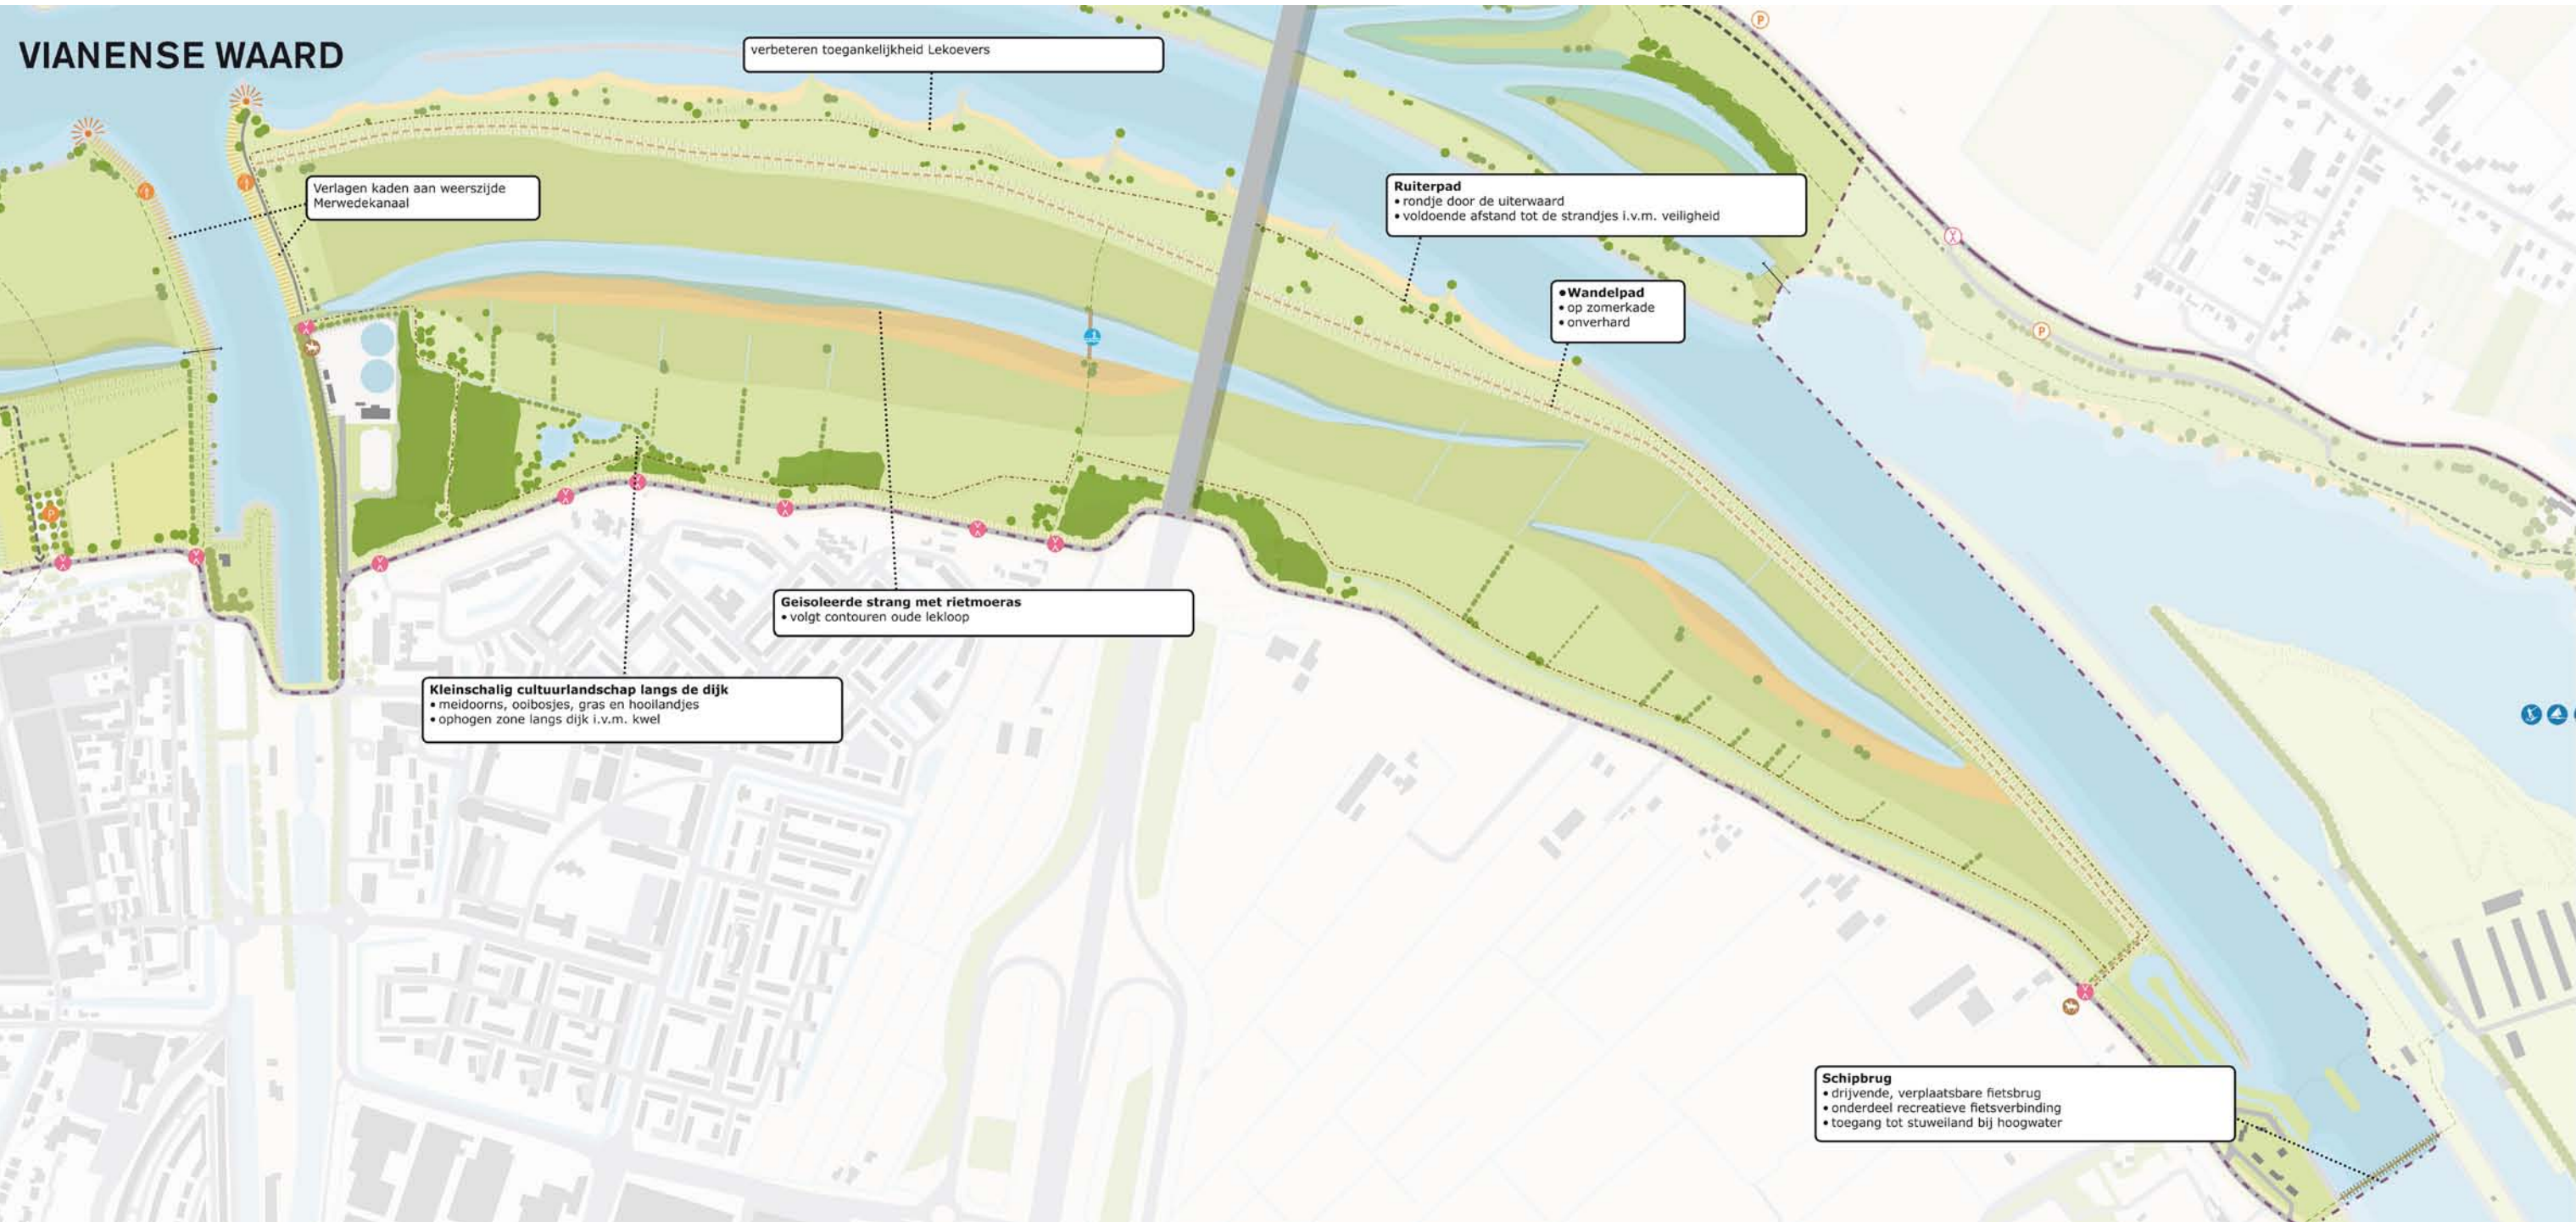 VIANENSE WAARD
verbeteren toegankelijkheid Lekoevers
P
Verlagen kaden aan weerszijde
Merwedekanaal
Ruiterpad
• rondje door de uiterwaard
• voldoende afstand tot de strandjes i.v.m. veiligheid
•Wandelpad
• op zomerkade
• onverhard
P
P
Geisoleerde strang met rietmoeras
• volgt contouren oude lekloop
Kleinschalig cultuurlandschap langs de dijk
• meidoorns, ooibosjes, gras en hooilandjes
• ophogen zone langs dijk i.v.m. kwel
Schipbrug
• drijvende, verplaatsbare fietsbrug
• onderdeel recreatieve fietsverbinding
• toegang tot stuweiland bij hoogwater